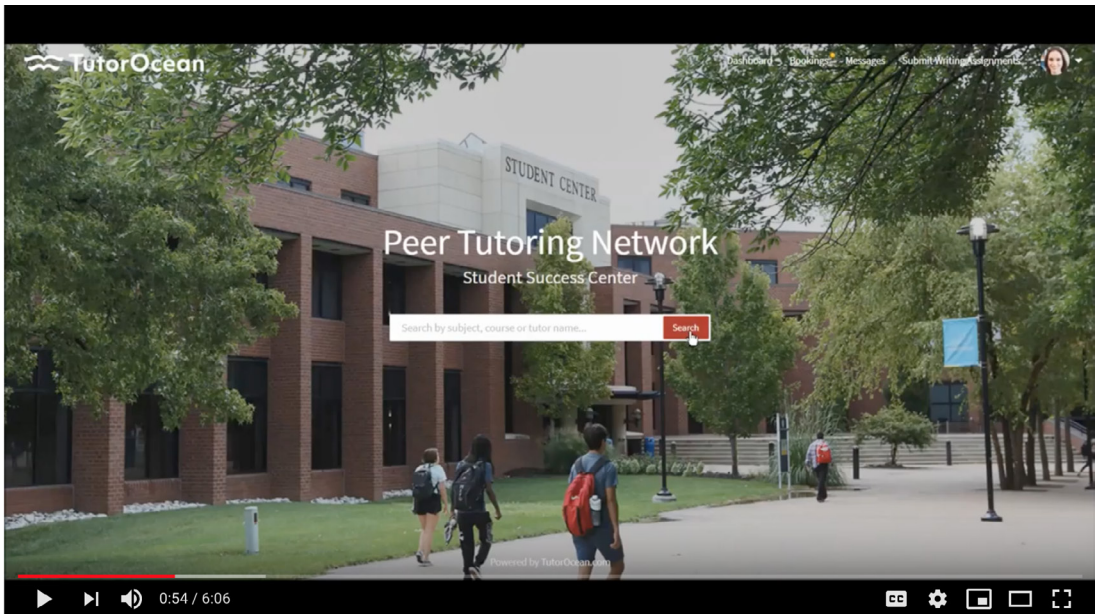 TutorOcean
Dashboard Bookings Messages Submit Writing Assignments
STUDENT CENTER
Peer Tutoring Network
Student Success Center
Search by subject, course or tutor name... Search
Powered by TutorOcean.com
0:54 / 6:06
CC